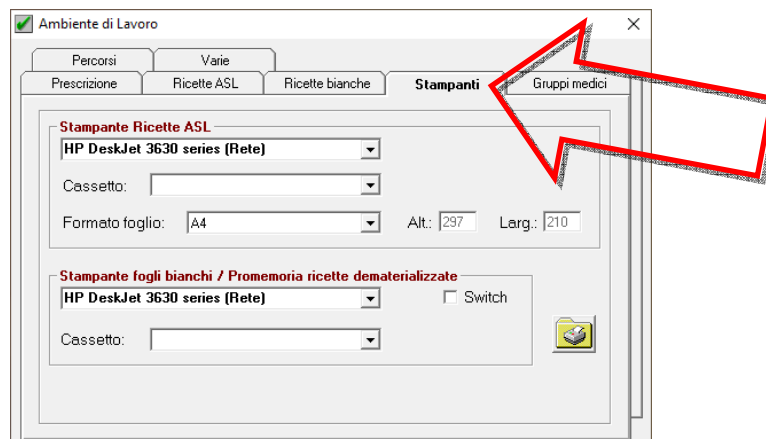 Ambiente di Lavoro
Percorsi Varie
Prescrizione Ricette ASL Ricette bianche Stampanti Gruppi medici
Stampante Ricette ASL
HP DeskJet 3630 series (Rete)
Cassetto:
Formato foglio: A4 Alt.: 297 Larg.: 210
Stampante fogli bianchi / Promemoria ricette dematerializzate
HP DeskJet 3630 series (Rete) Switch
Cassetto: